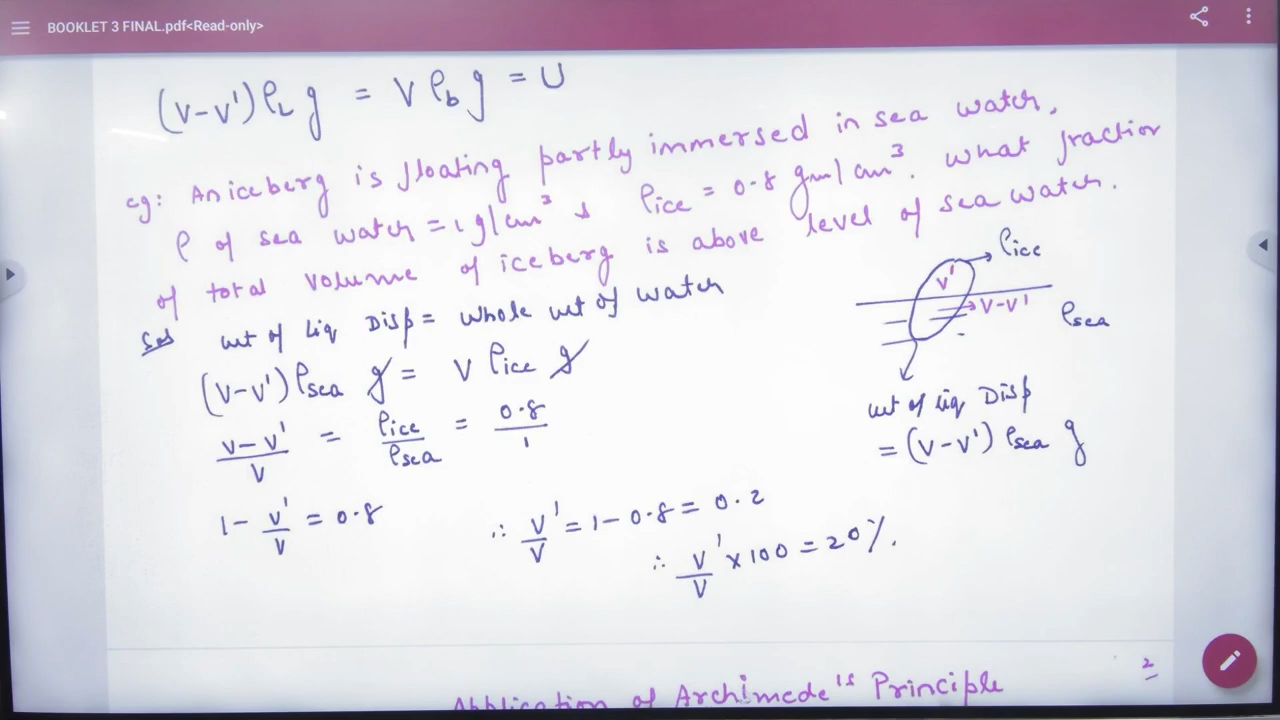 BOOKLET 3 FINAL.pdf<Read-only>
(V-V')ρL g = V ρb g = U
eg: An iceberg is floating partly immersed in sea watch,
ρ of sea watch = 1 g/cm³ & ρice = 0.8 gm/cm³. what fraction
of total volume of iceberg is above level of sea watch.
Sol wt of liq Disp = whole wt of water
(V-V')ρsea g = V ρice g
V-V'/V = ρice/ρsea = 0.8/1
1 - V'/V = 0.8
∴ V'/V = 1 - 0.8 = 0.2
∴ V'/V × 100 = 20%.
ρice
V'
V-V'
ρsea
wt of liq Disp
= (V-V') ρsea g
2
Application of Archimede's Principle